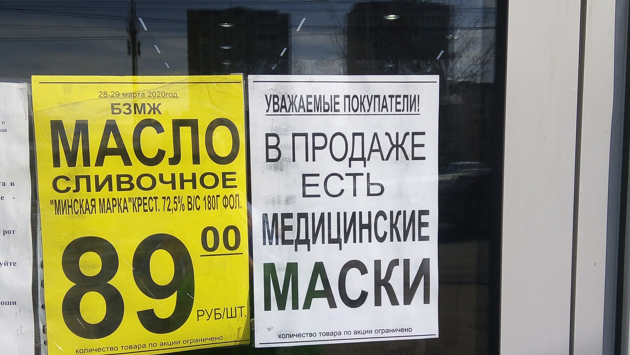 28-29 марта 2020год.
БЗМЖ
МАСЛО
СЛИВОЧНОЕ
"МИНСКАЯ МАРКА"КРЕСТ. 72,5% В/С 180Г ФОЛ.
89 00
РУБ/ШТ.
количество товара по акции ограничено
УВАЖАЕМЫЕ ПОКУПАТЕЛИ!
В ПРОДАЖЕ
ЕСТЬ
МЕДИЦИНСКИЕ
МАСКИ
количество товара по акции ограничено